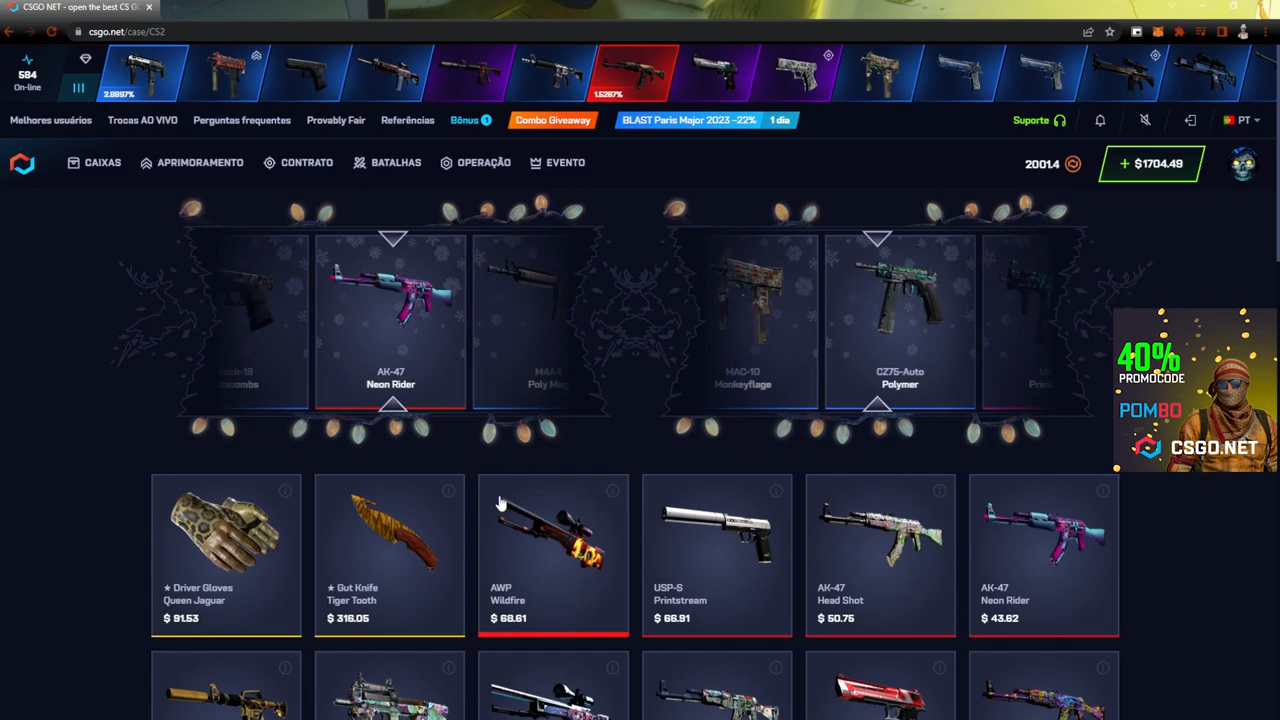 CSGO NET - open the best CS G
csgo.net/case/CS2
584
On-line
2.8897%
1.5287%
Melhores usuários
Trocas AO VIVO
Perguntas frequentes
Provably Fair
Referências
Bônus 1
Combo Giveaway
BLAST Paris Major 2023 -22% 1 dia
Suporte
PT
CAIXAS
APRIMORAMENTO
CONTRATO
BATALHAS
OPERAÇÃO
EVENTO
2001.4
+ $1704.49
AK-47
Neon Rider
M4A4
Poly Mag
MAC-10
Monkeyflage
CZ75-Auto
Polymer
40%
PROMOCODE
POMBO
CSGO.NET
★ Driver Gloves
Queen Jaguar
$ 91.53
★ Gut Knife
Tiger Tooth
$ 316.05
AWP
Wildfire
$ 68.61
USP-S
Printstream
$ 66.91
AK-47
Head Shot
$ 50.75
AK-47
Neon Rider
$ 43.62